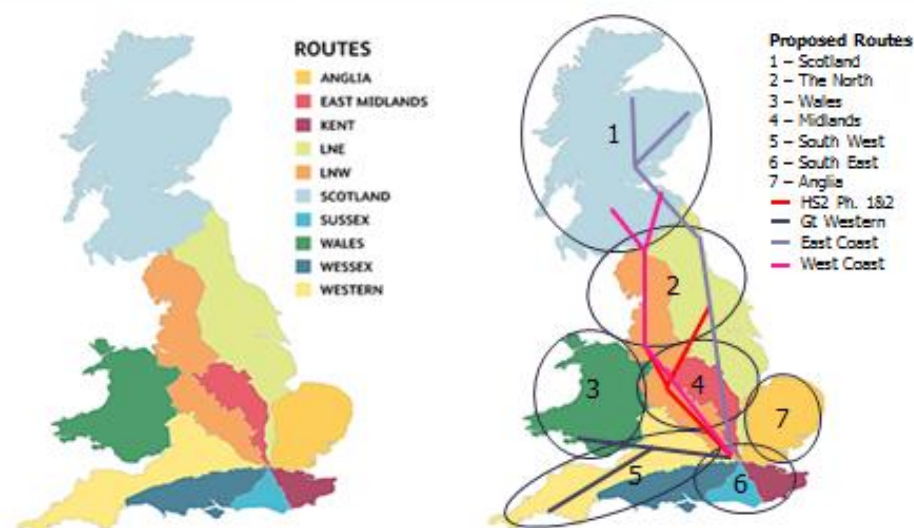 ROUTES
ANGLIA
EAST MIDLANDS
KENT
LNE
LNW
SCOTLAND
SUSSEX
WALES
WESSEX
WESTERN
Proposed Routes
1 – Scotland
2 – The North
3 – Wales
4 – Midlands
5 – South West
6 – South East
7 – Anglia
HS2 Ph. 1&2
Gt Western
East Coast
West Coast
1
2
3
4
7
5
6